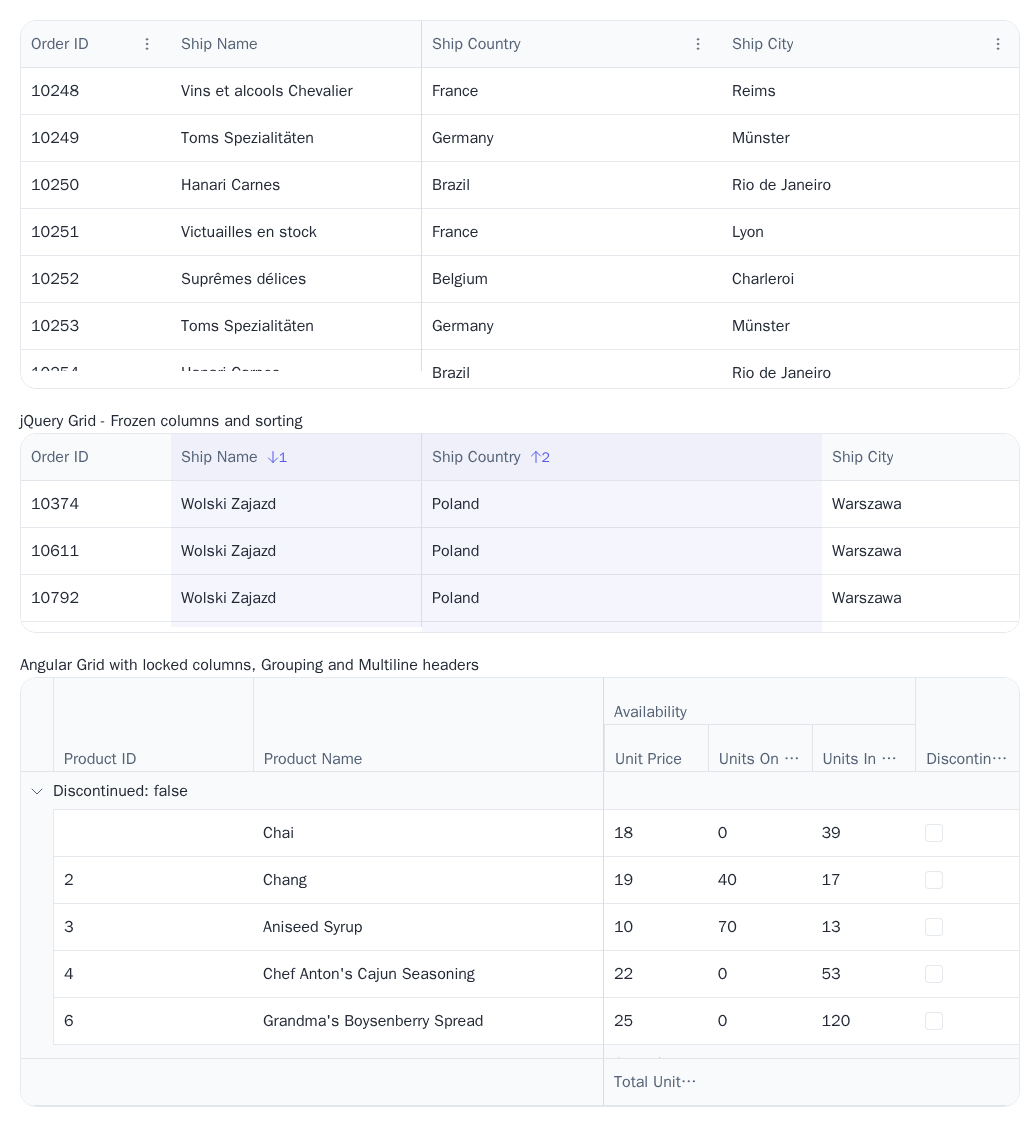 Order ID Ship Name Ship Country Ship City
10248 Vins et alcools Chevalier France Reims
10249 Toms Spezialitäten Germany Münster
10250 Hanari Carnes Brazil Rio de Janeiro
10251 Victuailles en stock France Lyon
10252 Suprêmes délices Belgium Charleroi
10253 Toms Spezialitäten Germany Münster
10254 Hanari Carnes Brazil Rio de Janeiro
jQuery Grid - Frozen columns and sorting
Order ID Ship Name ↓1 Ship Country ↑2 Ship City
10374 Wolski Zajazd Poland Warszawa
10611 Wolski Zajazd Poland Warszawa
10792 Wolski Zajazd Poland Warszawa
Angular Grid with locked columns, Grouping and Multiline headers
Availability
Product ID Product Name Unit Price Units On ... Units In ... Discontin...
Discontinued: false
Chai 18 0 39
2 Chang 19 40 17
3 Aniseed Syrup 10 70 13
4 Chef Anton's Cajun Seasoning 22 0 53
6 Grandma's Boysenberry Spread 25 0 120
Total Unit...